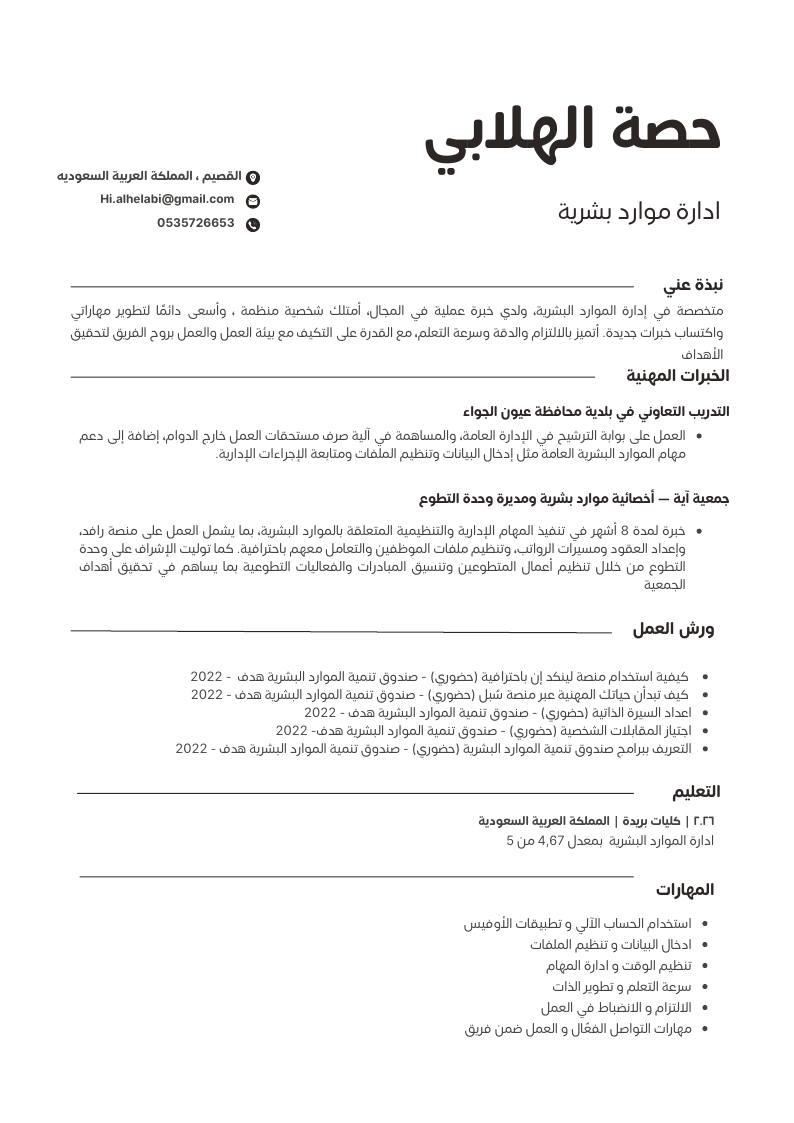 حصة الهلابي
ادارة موارد بشرية
القصيم ، المملكة العربية السعوديه
Hi.alhelabi@gmail.com
0535726653
نبذة عني
متخصصة في إدارة الموارد البشرية، ولدي خبرة عملية في المجال، أمتلك شخصية منظمة ، وأسعى دائمًا لتطوير مهاراتي
واكتساب خبرات جديدة. أتميز بالالتزام والدقة وسرعة التعلم، مع القدرة على التكيف مع بيئة العمل والعمل بروح الفريق لتحقيق
الأهداف
الخبرات المهنية
التدريب التعاوني في بلدية محافظة عيون الجواء
• العمل على بوابة الترشيح في الإدارة العامة، والمساهمة في آلية صرف مستحقات العمل خارج الدوام، إضافة إلى دعم
مهام الموارد البشرية العامة مثل إدخال البيانات وتنظيم الملفات ومتابعة الإجراءات الإدارية.
جمعية آية — أخصائية موارد بشرية ومديرة وحدة التطوع
• خبرة لمدة 8 أشهر في تنفيذ المهام الإدارية والتنظيمية المتعلقة بالموارد البشرية، بما يشمل العمل على منصة رافد،
وإعداد العقود ومسيرات الرواتب، وتنظيم ملفات الموظفين والتعامل معهم باحترافية. كما توليت الإشراف على وحدة
التطوع من خلال تنظيم أعمال المتطوعين وتنسيق المبادرات والفعاليات التطوعية بما يساهم في تحقيق أهداف
الجمعية
ورش العمل
• كيفية استخدام منصة لينكد إن باحترافية (حضوري) - صندوق تنمية الموارد البشرية هدف - 2022
• كيف تبدأن حياتك المهنية عبر منصة سُبل (حضوري) - صندوق تنمية الموارد البشرية هدف - 2022
• اعداد السيرة الذاتية (حضوري) - صندوق تنمية الموارد البشرية هدف - 2022
• اجتياز المقابلات الشخصية (حضوري) - صندوق تنمية الموارد البشرية هدف- 2022
• التعريف ببرامج صندوق تنمية الموارد البشرية (حضوري) - صندوق تنمية الموارد البشرية هدف - 2022
التعليم
٢٠٢٦ | كليات بريدة | المملكة العربية السعودية
ادارة الموارد البشرية بمعدل 4,67 من 5
المهارات
• استخدام الحساب الآلي و تطبيقات الأوفيس
• ادخال البيانات و تنظيم الملفات
• تنظيم الوقت و ادارة المهام
• سرعة التعلم و تطوير الذات
• الالتزام و الانضباط في العمل
• مهارات التواصل الفعّال و العمل ضمن فريق